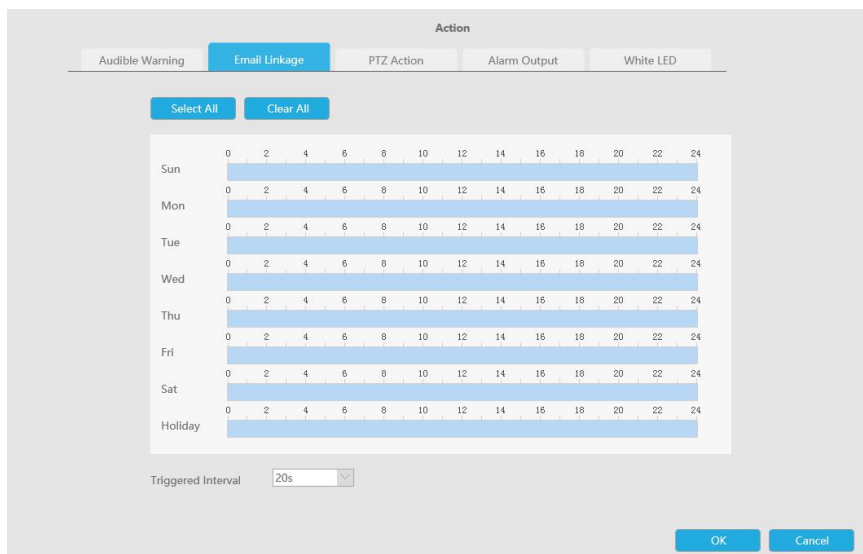 Action
Audible Warning Email Linkage PTZ Action Alarm Output White LED
Select All Clear All
0 2 4 6 8 10 12 14 16 18 20 22 24
Sun
0 2 4 6 8 10 12 14 16 18 20 22 24
Mon
0 2 4 6 8 10 12 14 16 18 20 22 24
Tue
0 2 4 6 8 10 12 14 16 18 20 22 24
Wed
0 2 4 6 8 10 12 14 16 18 20 22 24
Thu
0 2 4 6 8 10 12 14 16 18 20 22 24
Fri
0 2 4 6 8 10 12 14 16 18 20 22 24
Sat
0 2 4 6 8 10 12 14 16 18 20 22 24
Holiday
Triggered Interval 20s
OK Cancel